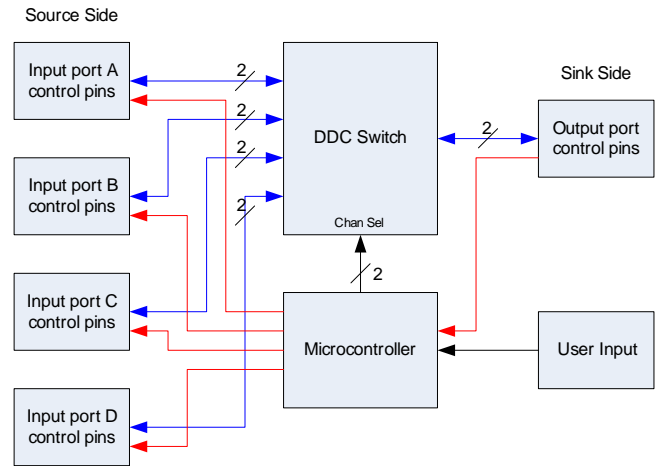 Source Side
Input port A
control pins
2
2
2
2
DDC Switch
Chan Sel
2
Sink Side
Output port
control pins
Input port B
control pins
Input port C
control pins
2
Microcontroller
User Input
Input port D
control pins